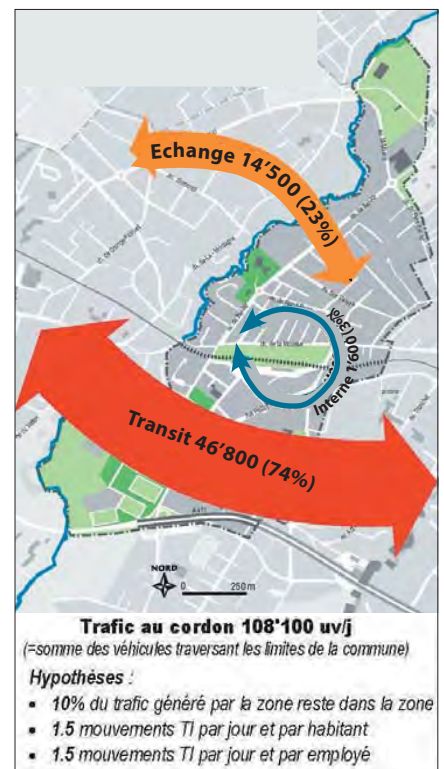 Echange 14’500 (23%)
Interne 1’600 (3%)
Transit 46’800 (74%)
NORD
0 250 m
Trafic au cordon 108'100 uv/j
(=somme des véhicules traversant les limites de la commune)
Hypothéses :
• 10% du trafic généré par la zone reste dans la zone
• 1.5 mouvements TI par jour et par habitant
• 1.5 mouvements TI par jour et par employé